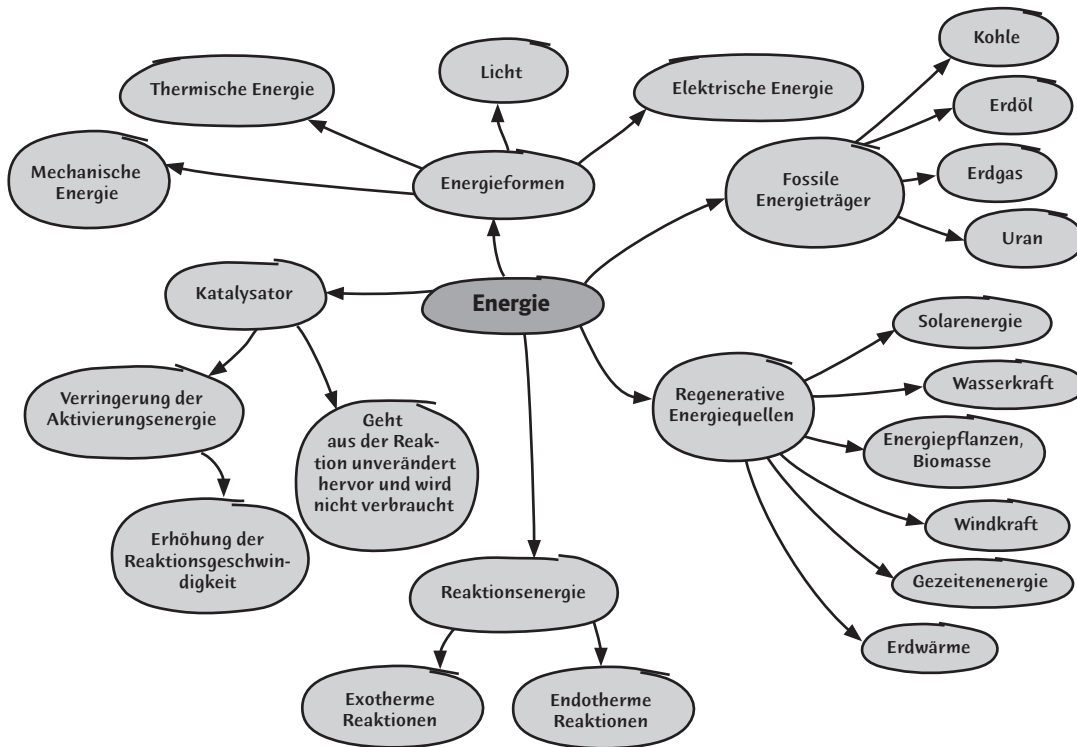 Kohle
Licht
Thermische Energie
Elektrische Energie
Erdöl
Mechanische
Energie
Energieformen
Fossile
Energieträger
Erdgas
Uran
Katalysator
Energie
Solarenergie
Verringerung der
Aktivierungsenergie
Regenerative
Energiequellen
Wasserkraft
Geht
aus der Reak-
tion unverändert
hervor und wird
nicht verbraucht
Energiepflanzen,
Biomasse
Windkraft
Erhöhung der
Reaktionsgeschwin-
digkeit
Reaktionsenergie
Gezeitenenergie
Erdwärme
Exotherme
Reaktionen
Endotherme
Reaktionen